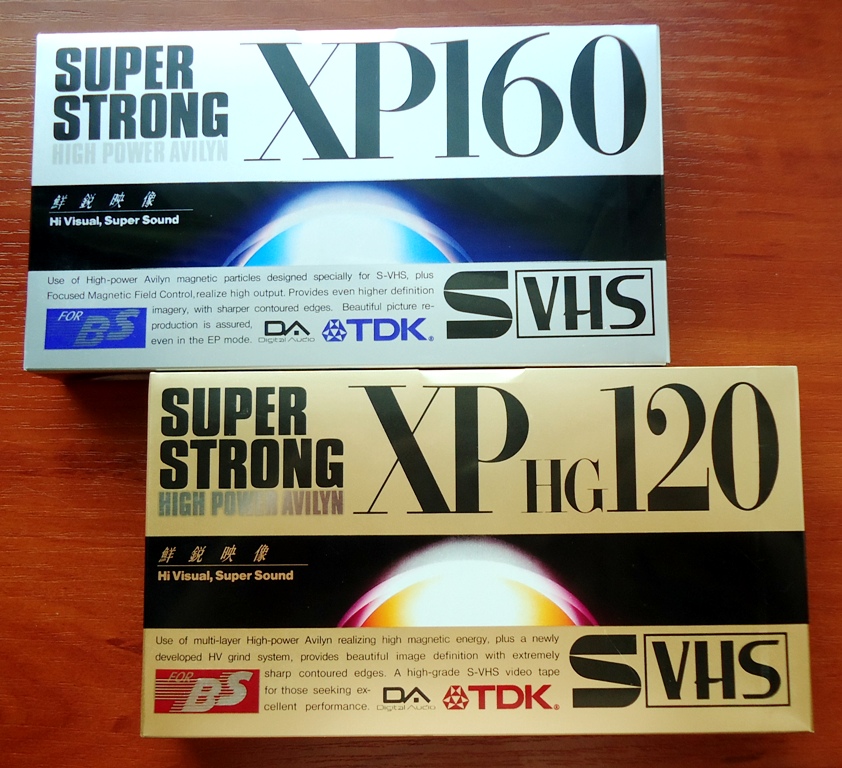 SUPER
STRONG
HIGH POWER AVILYN
XP160
鮮鋭映像
Hi Visual, Super Sound
Use of High-power Avilyn magnetic particles designed specially for S-VHS, plus
Focused Magnetic Field Control, realize high output. Provides even higher definition
imagery, with sharper contoured edges. Beautiful picture re-
production is assured,
even in the EP mode.
FOR BS
DA
Digital Audio
TDK®
S VHS
SUPER
STRONG
HIGH POWER AVILYN
XP HG120
鮮鋭映像
Hi Visual, Super Sound
Use of multi-layer High-power Avilyn realizing high magnetic energy, plus a newly
developed HV grind system, provides beautiful image definition with extremely
sharp contoured edges. A high-grade S-VHS video tape
for those seeking ex-
cellent performance.
FOR BS
DA
Digital Audio
TDK®
S VHS